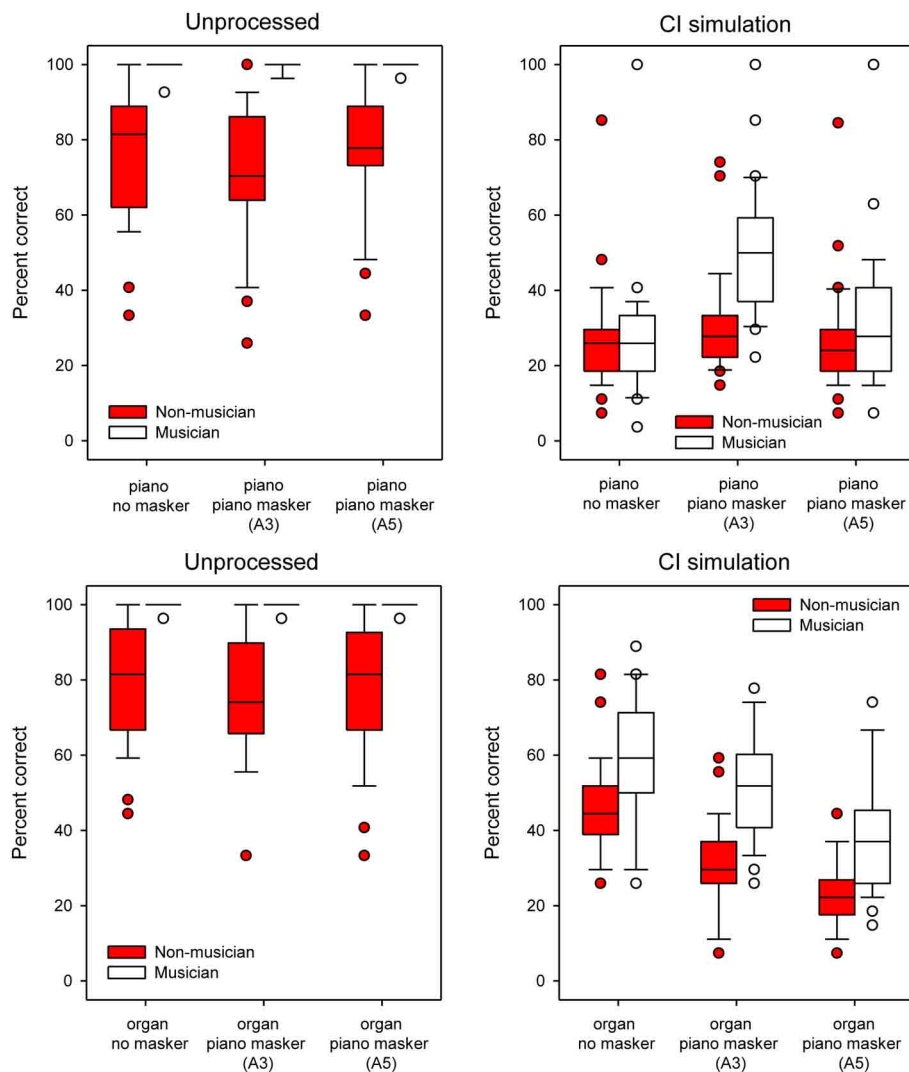 Unprocessed
Percent correct
100
80
60
40
20
0
Non-musician
Musician
piano
no masker
piano
piano masker
(A3)
piano
piano masker
(A5)
CI simulation
Percent correct
100
80
60
40
20
0
Non-musician
Musician
piano
no masker
piano
piano masker
(A3)
piano
piano masker
(A5)
Unprocessed
Percent correct
100
80
60
40
20
0
Non-musician
Musician
organ
no masker
organ
piano masker
(A3)
organ
piano masker
(A5)
CI simulation
Percent correct
100
80
60
40
20
0
Non-musician
Musician
organ
no masker
organ
piano masker
(A3)
organ
piano masker
(A5)